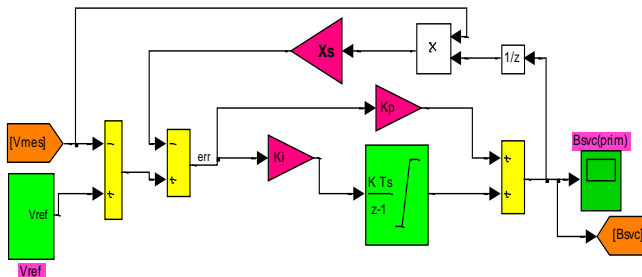 Xs
X
1/z
Kp
[Vmes]
err
Ki
K Ts
z-1
Bsvc(prim)
Vref
[Bsvc]
Vref